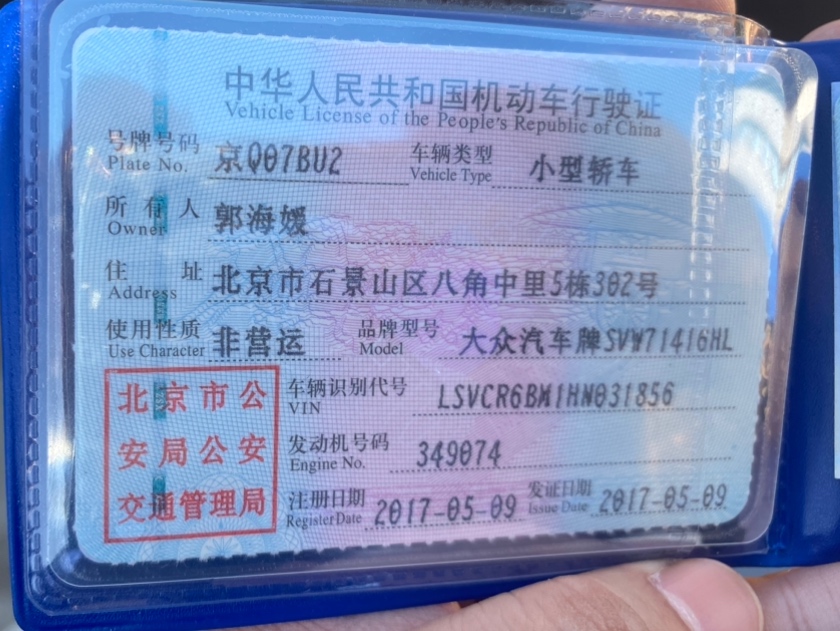 中华人民共和国机动车行驶证
Vehicle License of the People's Republic of China
号牌号码 京Q07BU2 车辆类型 小型轿车
Plate No. Vehicle Type
所有人 郭海媛
Owner
住址 北京市石景山区八角中里5栋302号
Address
使用性质 非营运 品牌型号 大众汽车牌SVW71416HL
Use Character Model
北京市公安局公安交通管理局
车辆识别代号 LSVCR6BM1HN031856
VIN
发动机号码 349074
Engine No.
注册日期 2017-05-09 发证日期 2017-05-09
Register Date Issue Date